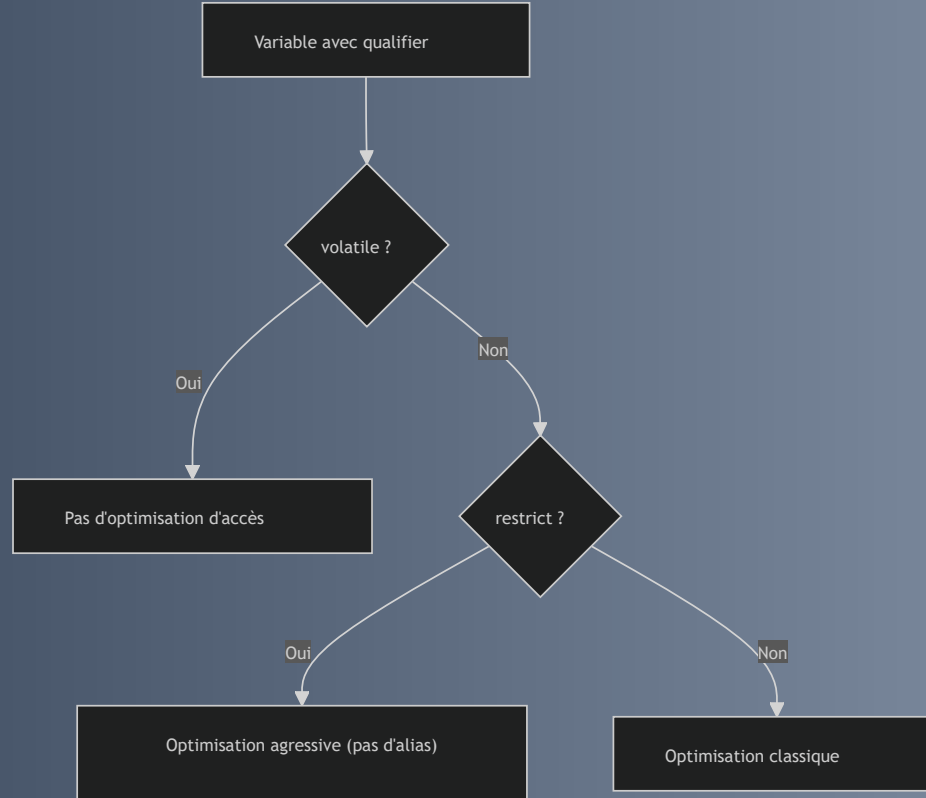 Variable avec qualifier
volatile ?
Non
Oui
Pas d'optimisation d'accès
restrict ?
Oui
Non
Optimisation agressive (pas d'alias)
Optimisation classique